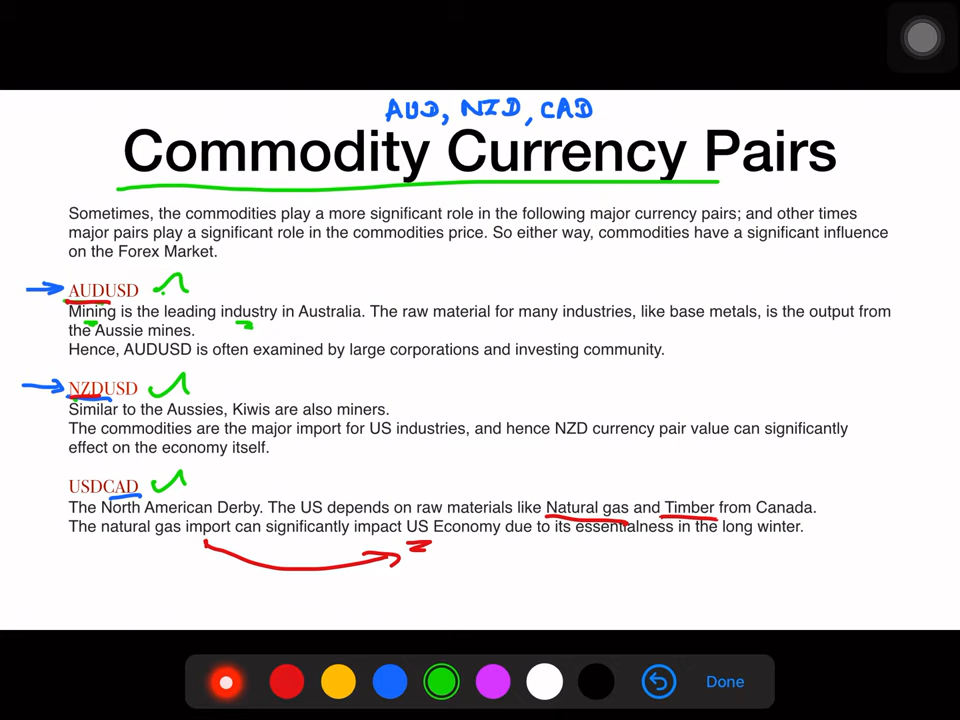 AUD, NZD, CAD
Commodity Currency Pairs
Sometimes, the commodities play a more significant role in the following major currency pairs; and other times
major pairs play a significant role in the commodities price. So either way, commodities have a significant influence
on the Forex Market.
AUDUSD
Mining is the leading industry in Australia. The raw material for many industries, like base metals, is the output from
the Aussie mines.
Hence, AUDUSD is often examined by large corporations and investing community.
NZDUSD
Similar to the Aussies, Kiwis are also miners.
The commodities are the major import for US industries, and hence NZD currency pair value can significantly
effect on the economy itself.
USDCAD
The North American Derby. The US depends on raw materials like Natural gas and Timber from Canada.
The natural gas import can significantly impact US Economy due to its essentialness in the long winter.
Done